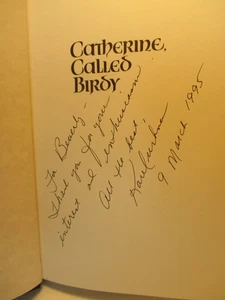 Catherine,
Called
Birdy
For Beverly –
Thank you for your
interest and enthusiasm
All the best,
Karen Cushman
9 March 1995